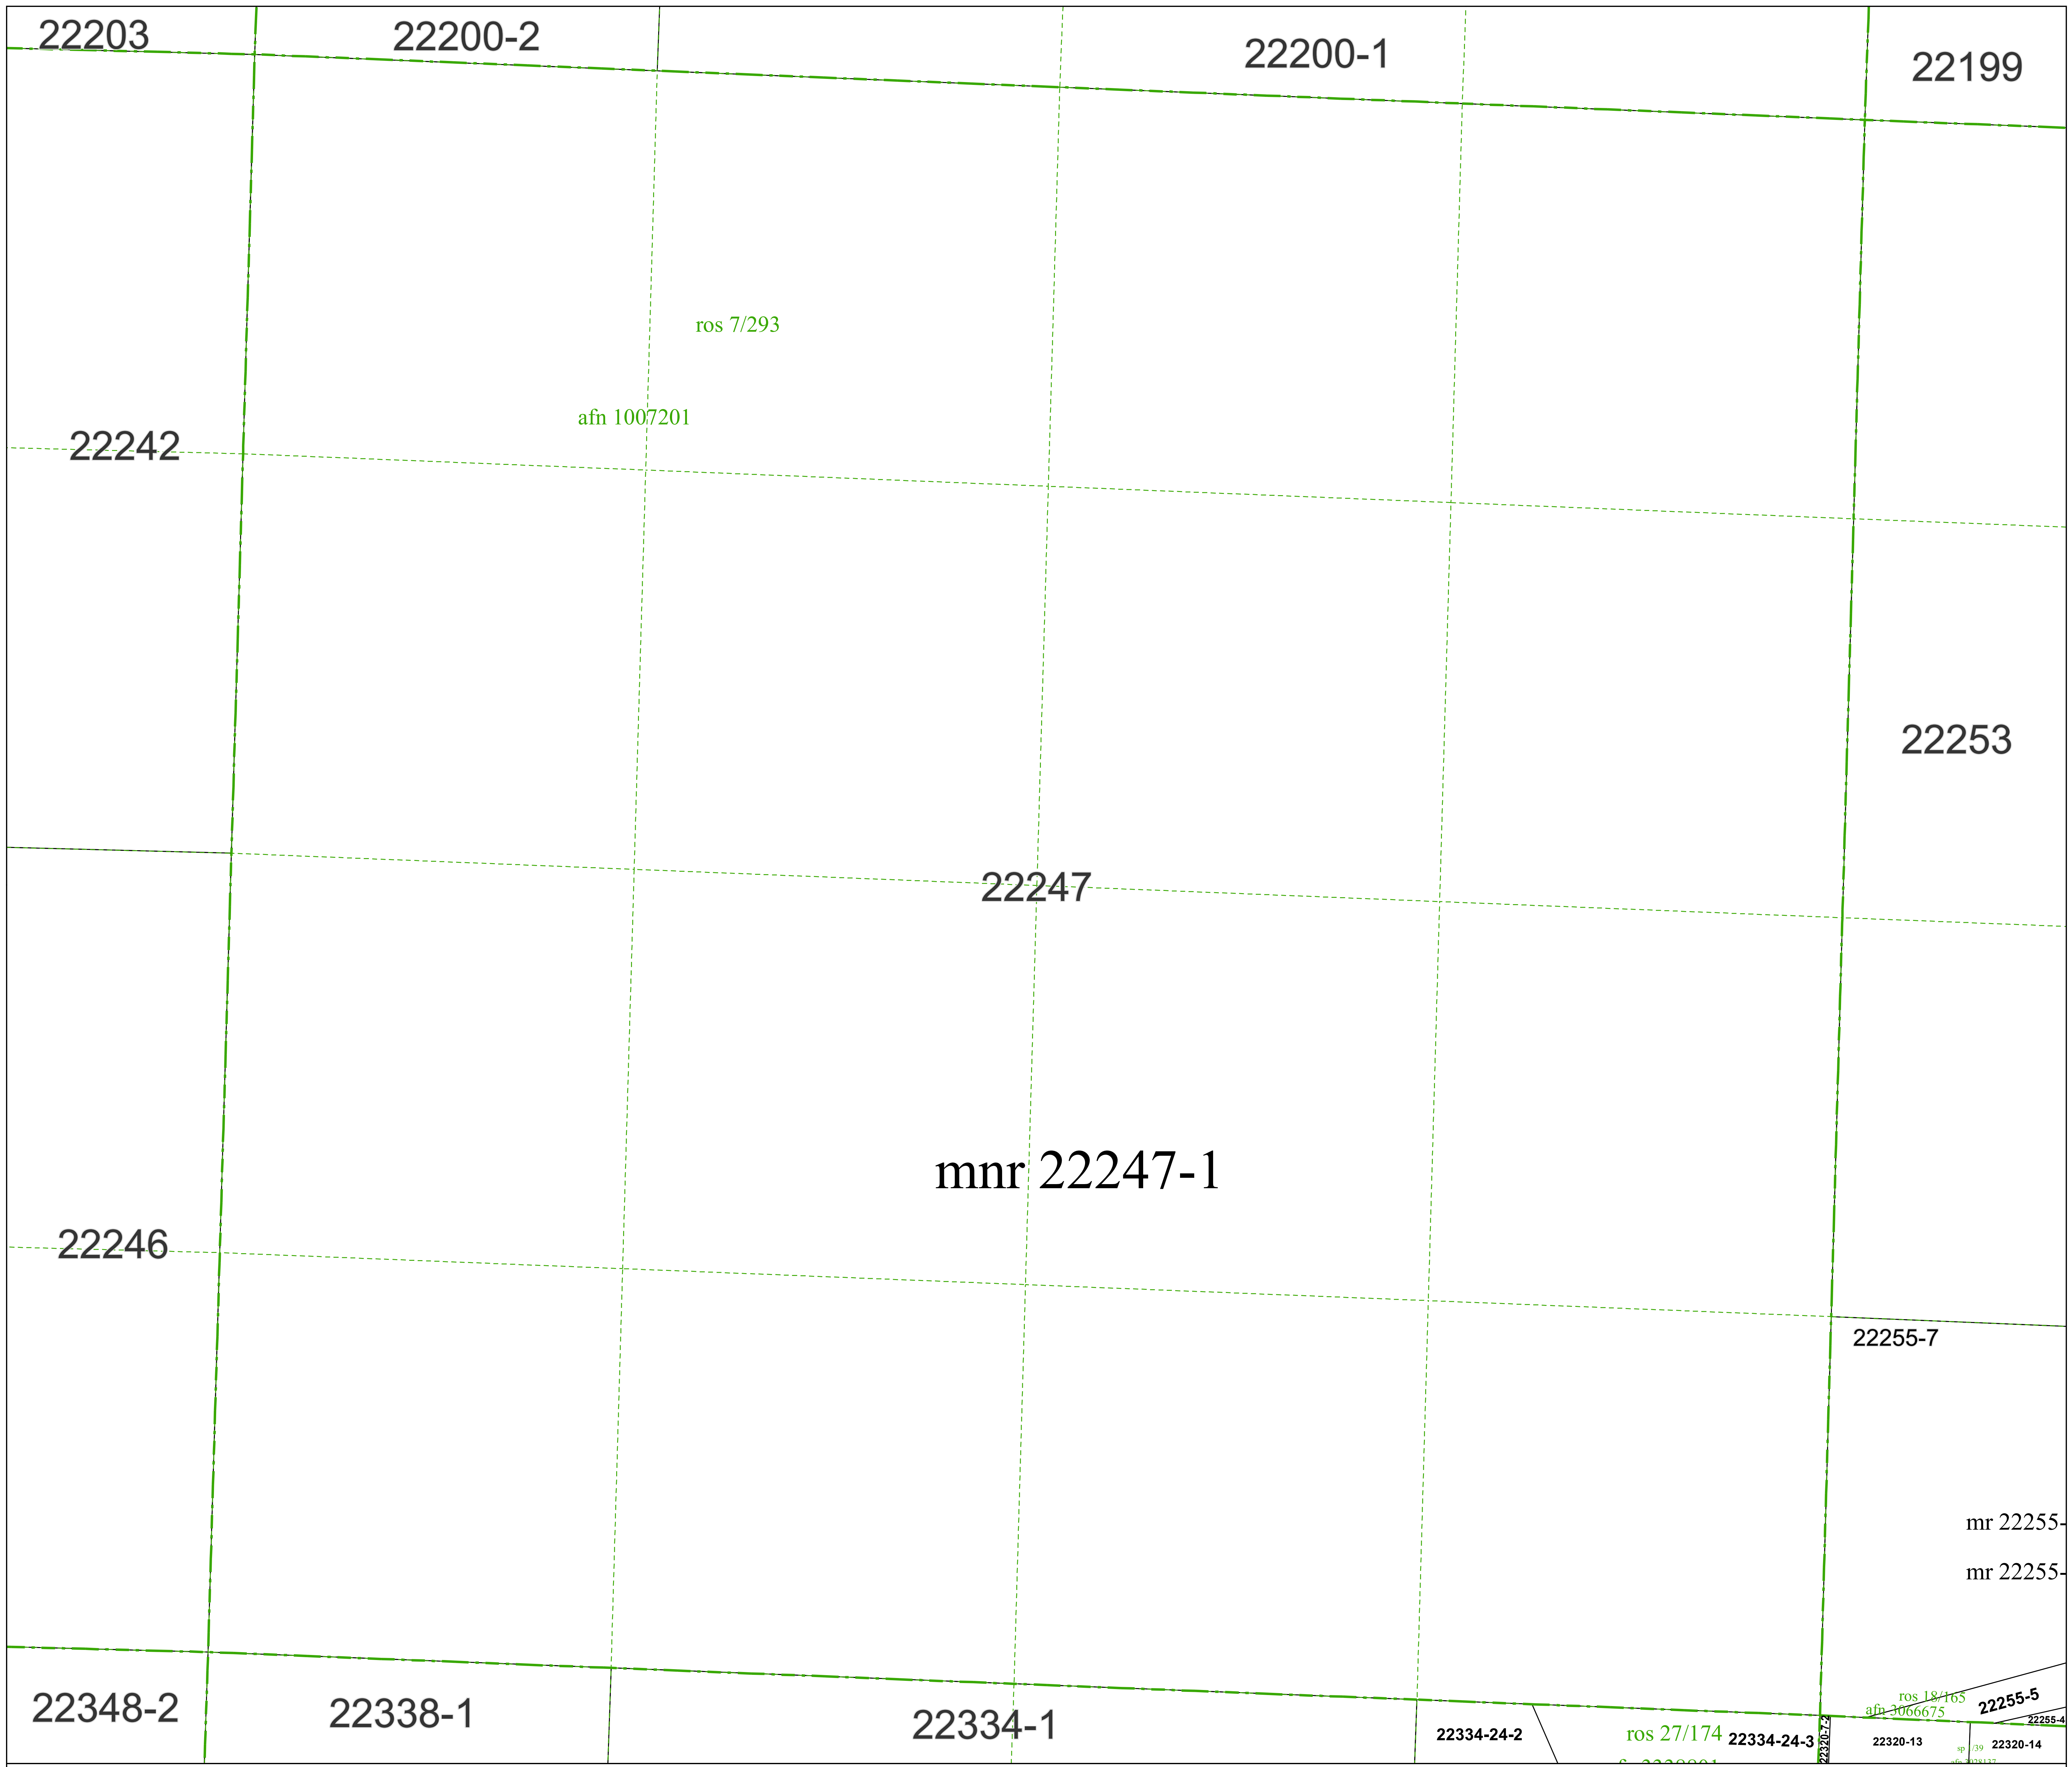 22203
22200-2
22200-1
22199
ros 7/293
afn 1007201
22242
22253
22247
mnr 22247-1
22246
22255-7
mr 22255-
mr 22255-
22348-2
22338-1
22334-1
22334-24-2
ros 27/174
22334-24-3
22320-7-2
ros 18/165
afn 3066675
22255-5
22255-4
22320-13
22320-14